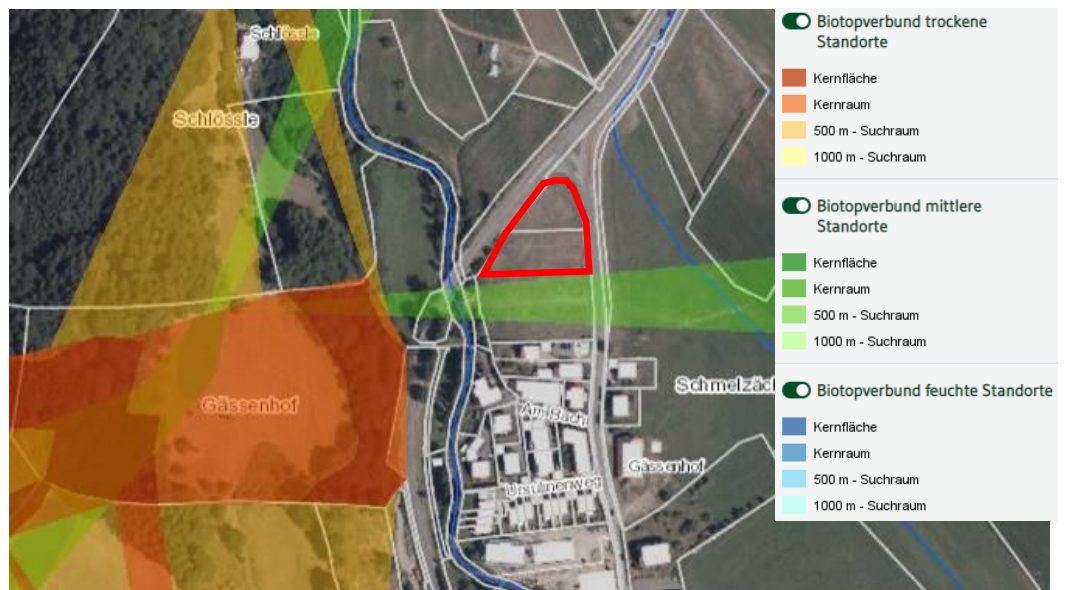 Schlössle
Schlössle
Gässenhof
Schmelzäc
Am Bachl
Gässenhof
Ursulinenweg
Biotopverbund trockene
Standorte
Kernfläche
Kernraum
500 m - Suchraum
1000 m - Suchraum
Biotopverbund mittlere
Standorte
Kernfläche
Kernraum
500 m - Suchraum
1000 m - Suchraum
Biotopverbund feuchte Standorte
Kernfläche
Kernraum
500 m - Suchraum
1000 m - Suchraum